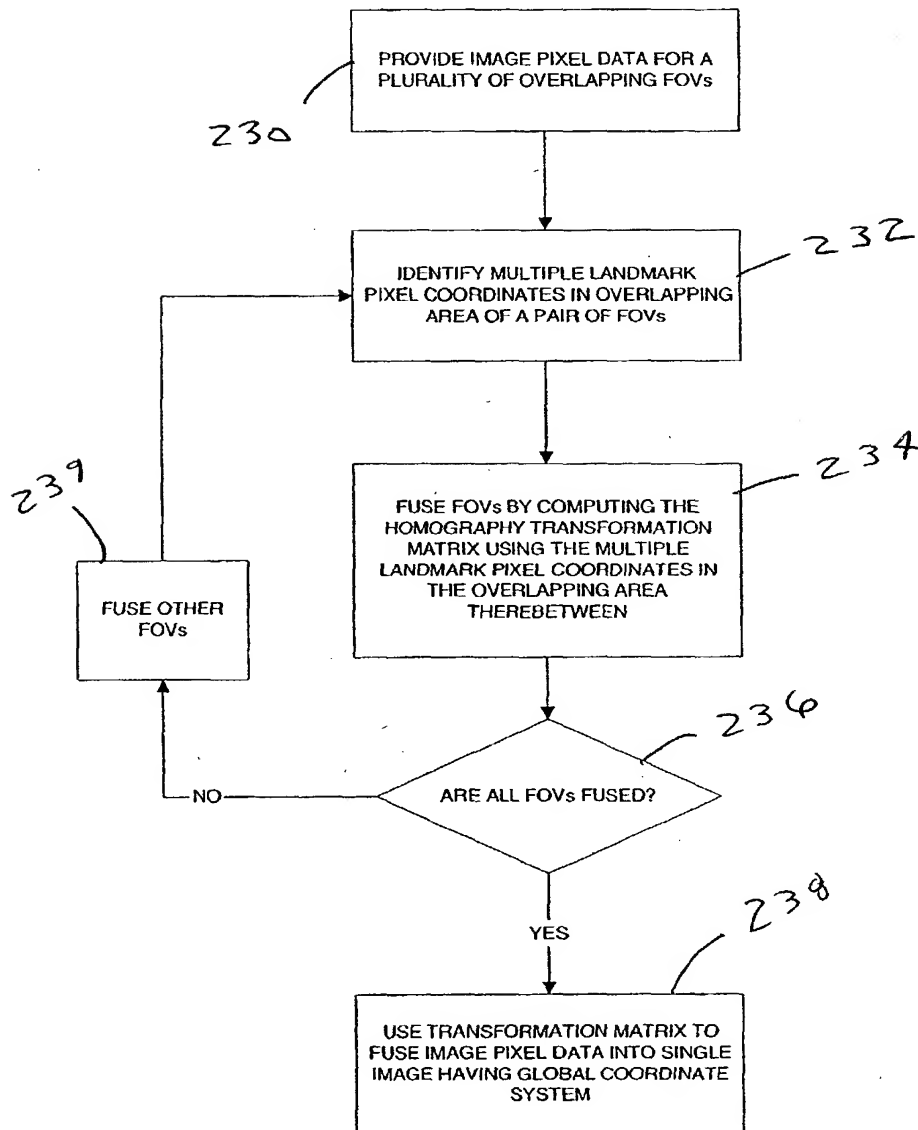 PROVIDE IMAGE PIXEL DATA FOR A
PLURALITY OF OVERLAPPING FOVs
230
IDENTIFY MULTIPLE LANDMARK
PIXEL COORDINATES IN OVERLAPPING
AREA OF A PAIR OF FOVs
232
FUSE FOVs BY COMPUTING THE
HOMOGRAPHY TRANSFORMATION
MATRIX USING THE MULTIPLE
LANDMARK PIXEL COORDINATES IN
THE OVERLAPPING AREA
THEREBETWEEN
234
239
FUSE OTHER
FOVs
236
NO
ARE ALL FOVs FUSED?
YES
238
USE TRANSFORMATION MATRIX TO
FUSE IMAGE PIXEL DATA INTO SINGLE
IMAGE HAVING GLOBAL COORDINATE
SYSTEM